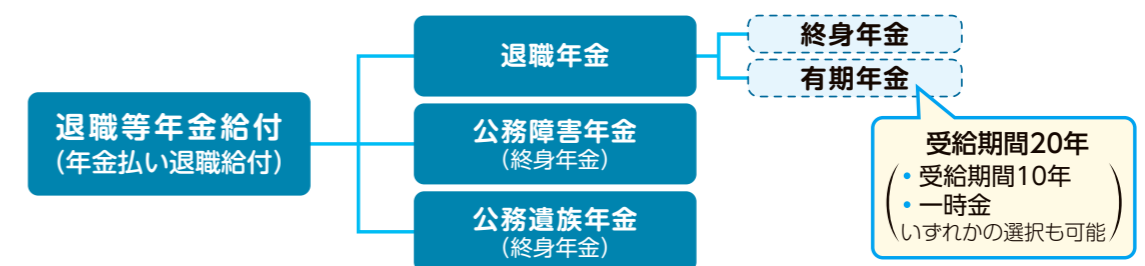 退職等年金給付
(年金払い退職給付)
退職年金
終身年金
有期年金
受給期間20年
・受給期間10年
・一時金
いずれかの選択も可能
公務障害年金
(終身年金)
公務遺族年金
(終身年金)